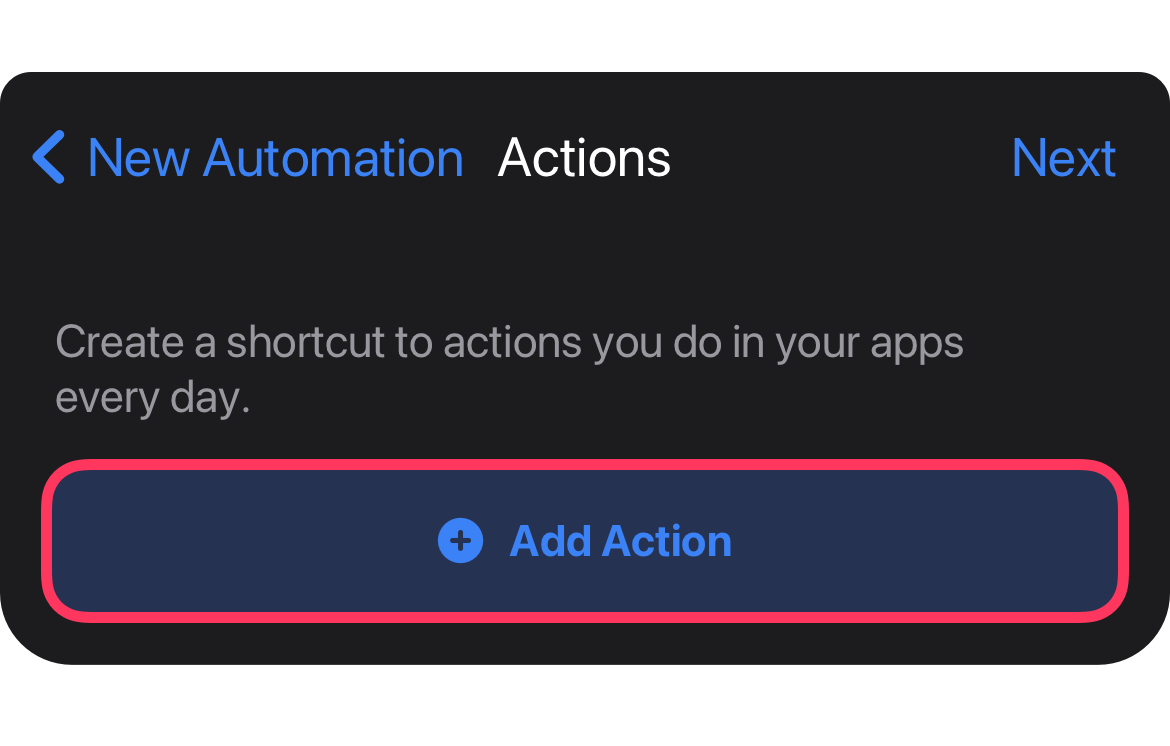 New Automation Actions Next
Create a shortcut to actions you do in your apps
every day.
Add Action